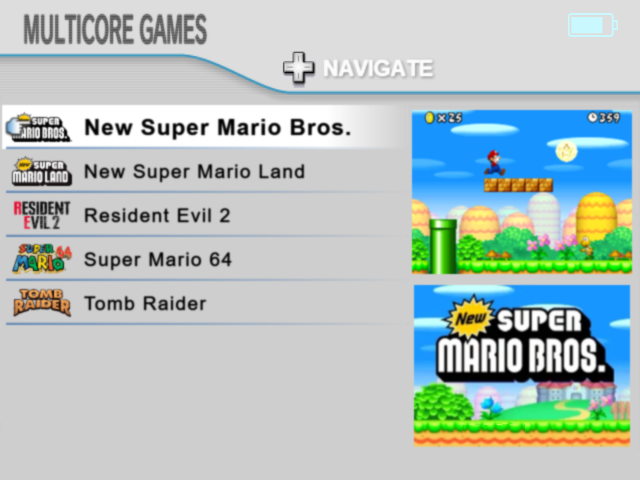 MULTICORE GAMES
NAVIGATE
SUPER
MARIO BROS.
New Super Mario Bros.
NEW SUPER
MARIO LAND
New Super Mario Land
RESIDENT
EVIL 2
Resident Evil 2
SUPER
MARIO 64
Super Mario 64
TOMB
RAIDER
Tomb Raider
×25
359
New SUPER
MARIO BROS.